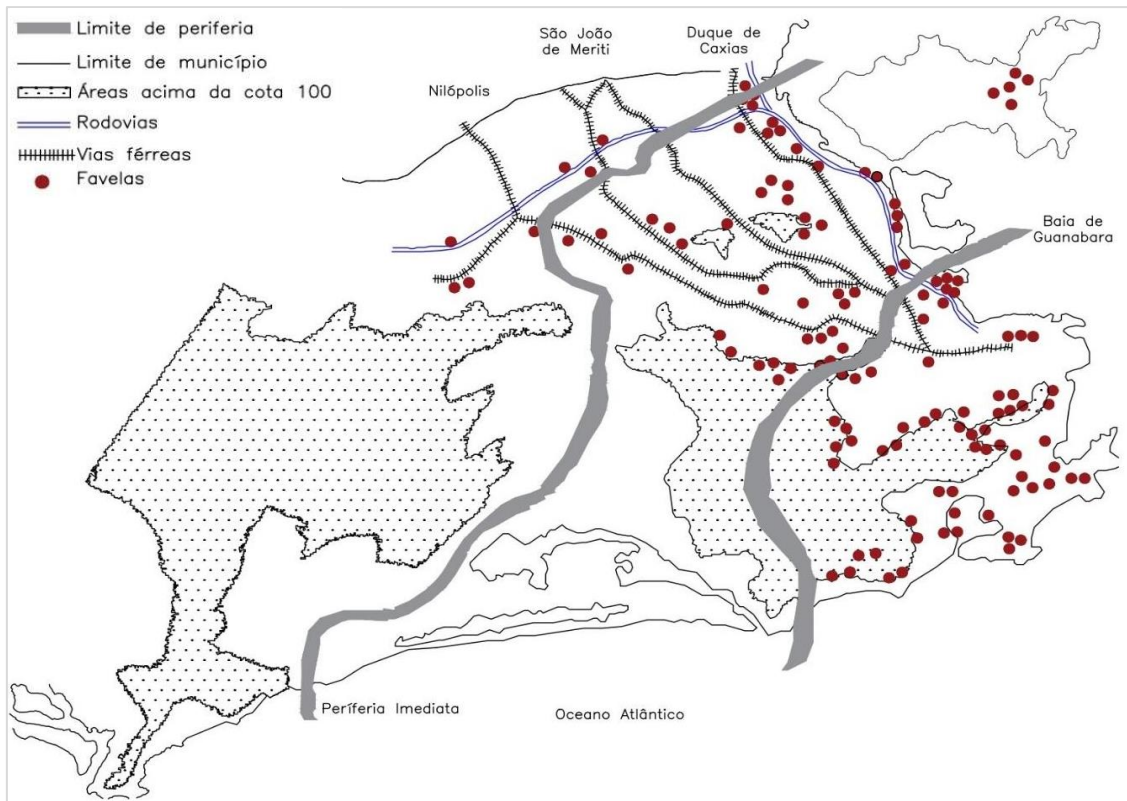 Limite de periferia
Limite de município
Áreas acima da cota 100
Rodovias
Vias férreas
Favelas
São João
de Meriti
Duque de
Caxias
Nilópolis
Baia de
Guanabara
Períferia Imediata
Oceano Atlântico